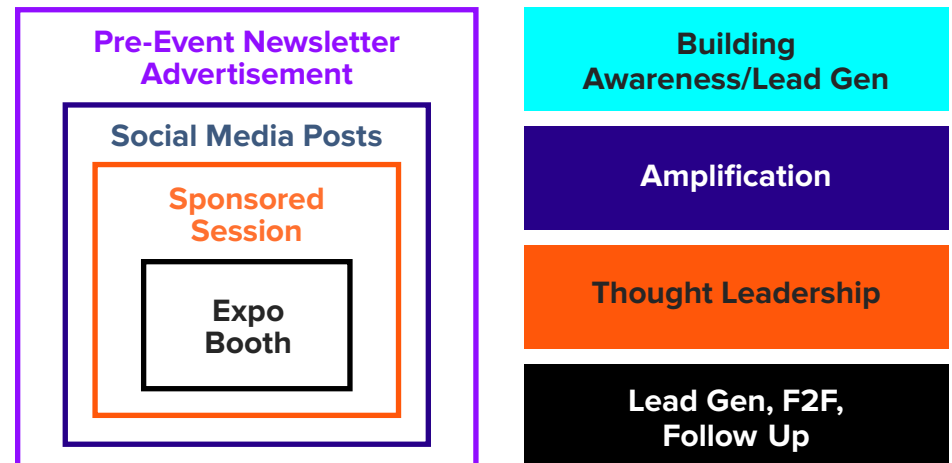 Pre-Event Newsletter
Advertisement
Social Media Posts
Sponsored
Session
Expo
Booth
Building
Awareness/Lead Gen
Amplification
Thought Leadership
Lead Gen, F2F,
Follow Up